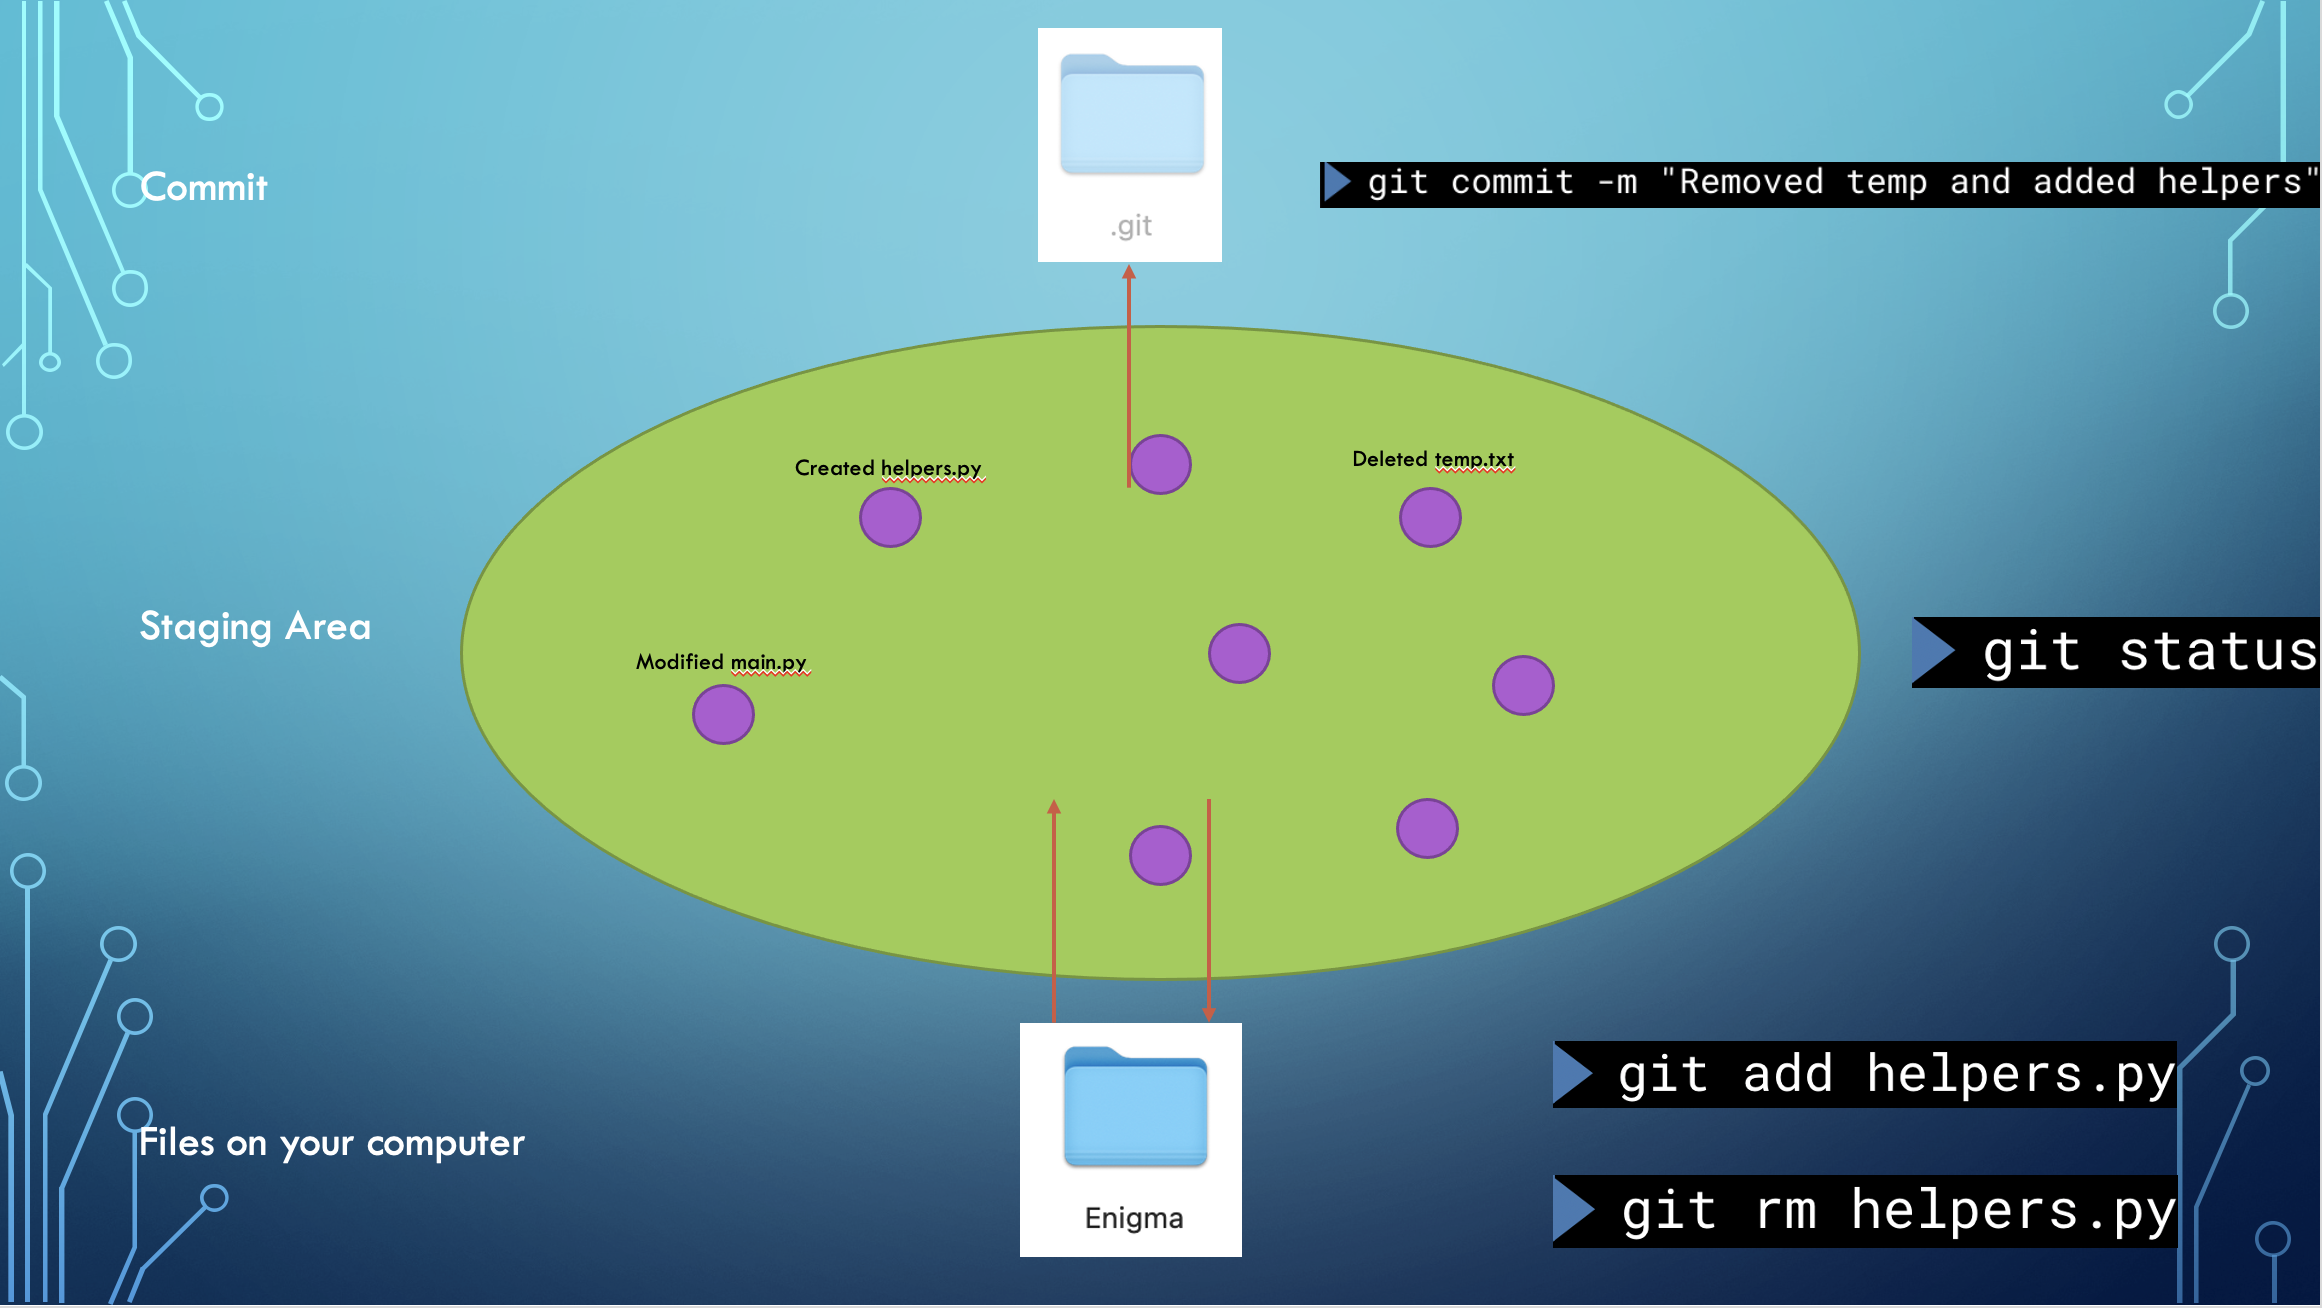 .git
Commit
git commit -m "Removed temp and added helpers"
Created helpers.py
Deleted temp.txt
Staging Area
Modified main.py
git status
git add helpers.py
Files on your computer
Enigma
git rm helpers.py